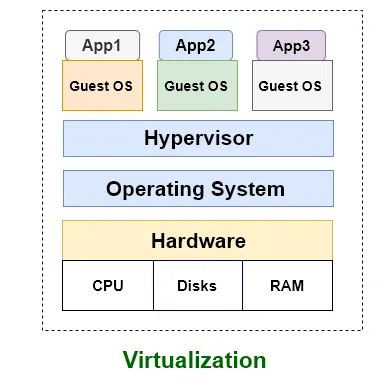 App1 App2 App3
Guest OS Guest OS Guest OS
Hypervisor
Operating System
Hardware
CPU Disks RAM
Virtualization